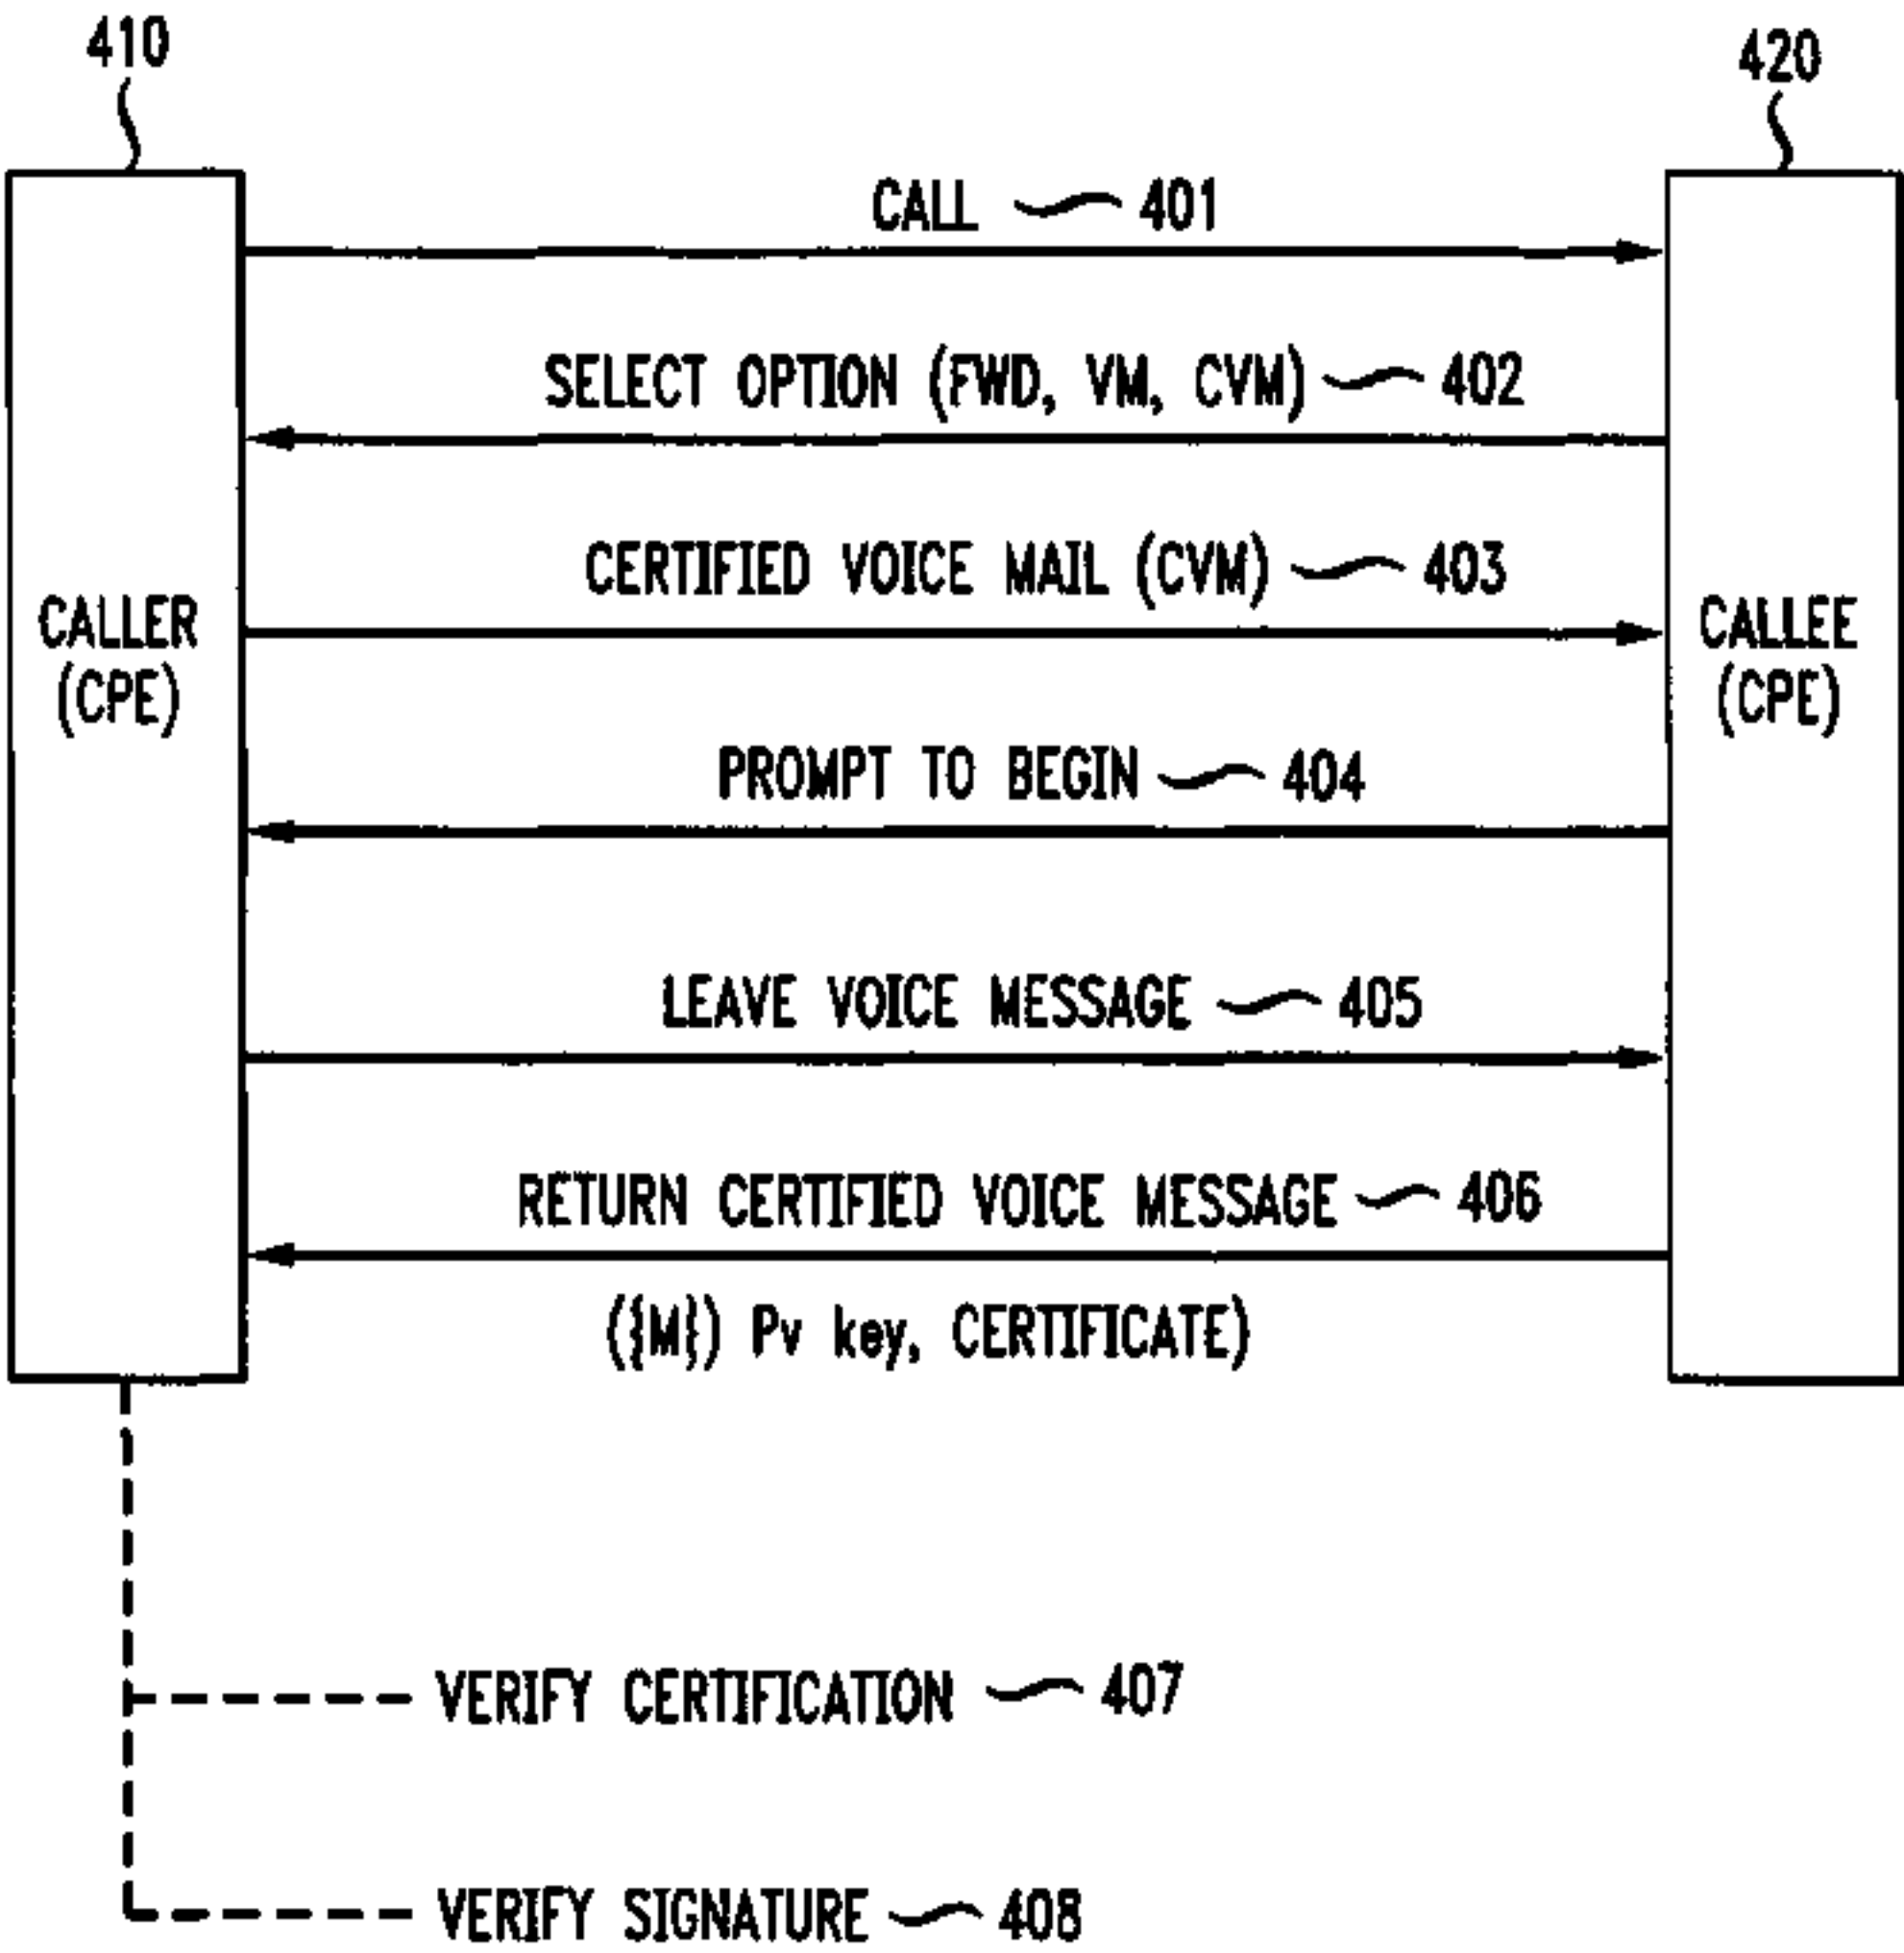 410
420
CALL 401
SELECT OPTION (FWD, VM, CVM) 402
CERTIFIED VOICE MAIL (CVM) 403
CALLER
(CPE)
CALLEE
(CPE)
PROMPT TO BEGIN 404
LEAVE VOICE MESSAGE 405
RETURN CERTIFIED VOICE MESSAGE 406
({M}) Pv key, CERTIFICATE)
VERIFY CERTIFICATION 407
VERIFY SIGNATURE 408